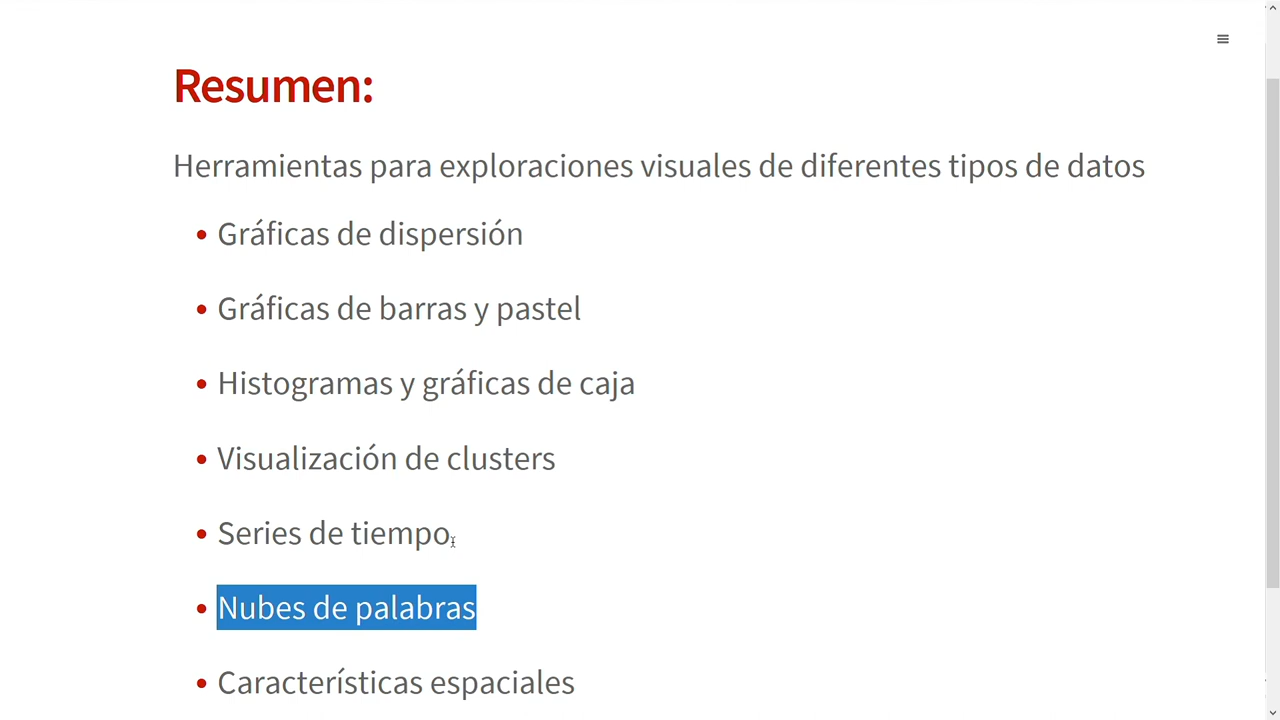 Resumen:
Herramientas para exploraciones visuales de diferentes tipos de datos
• Gráficas de dispersión
• Gráficas de barras y pastel
• Histogramas y gráficas de caja
• Visualización de clusters
• Series de tiempo
• Nubes de palabras
• Características espaciales